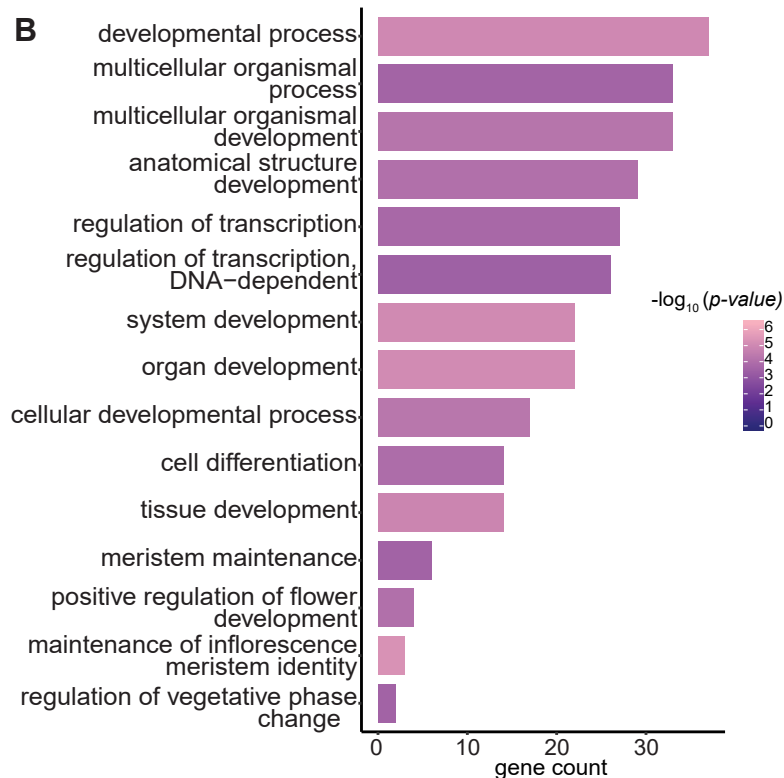 B
developmental process
multicellular organismal
process
multicellular organismal
development
anatomical structure
development
regulation of transcription
regulation of transcription,
DNA−dependent
system development
organ development
cellular developmental process
cell differentiation
tissue development
meristem maintenance
positive regulation of flower
development
maintenance of inflorescence
meristem identity
regulation of vegetative phase
change
0 10 20 30
gene count
-log10 (p-value)
6
5
4
3
2
1
0